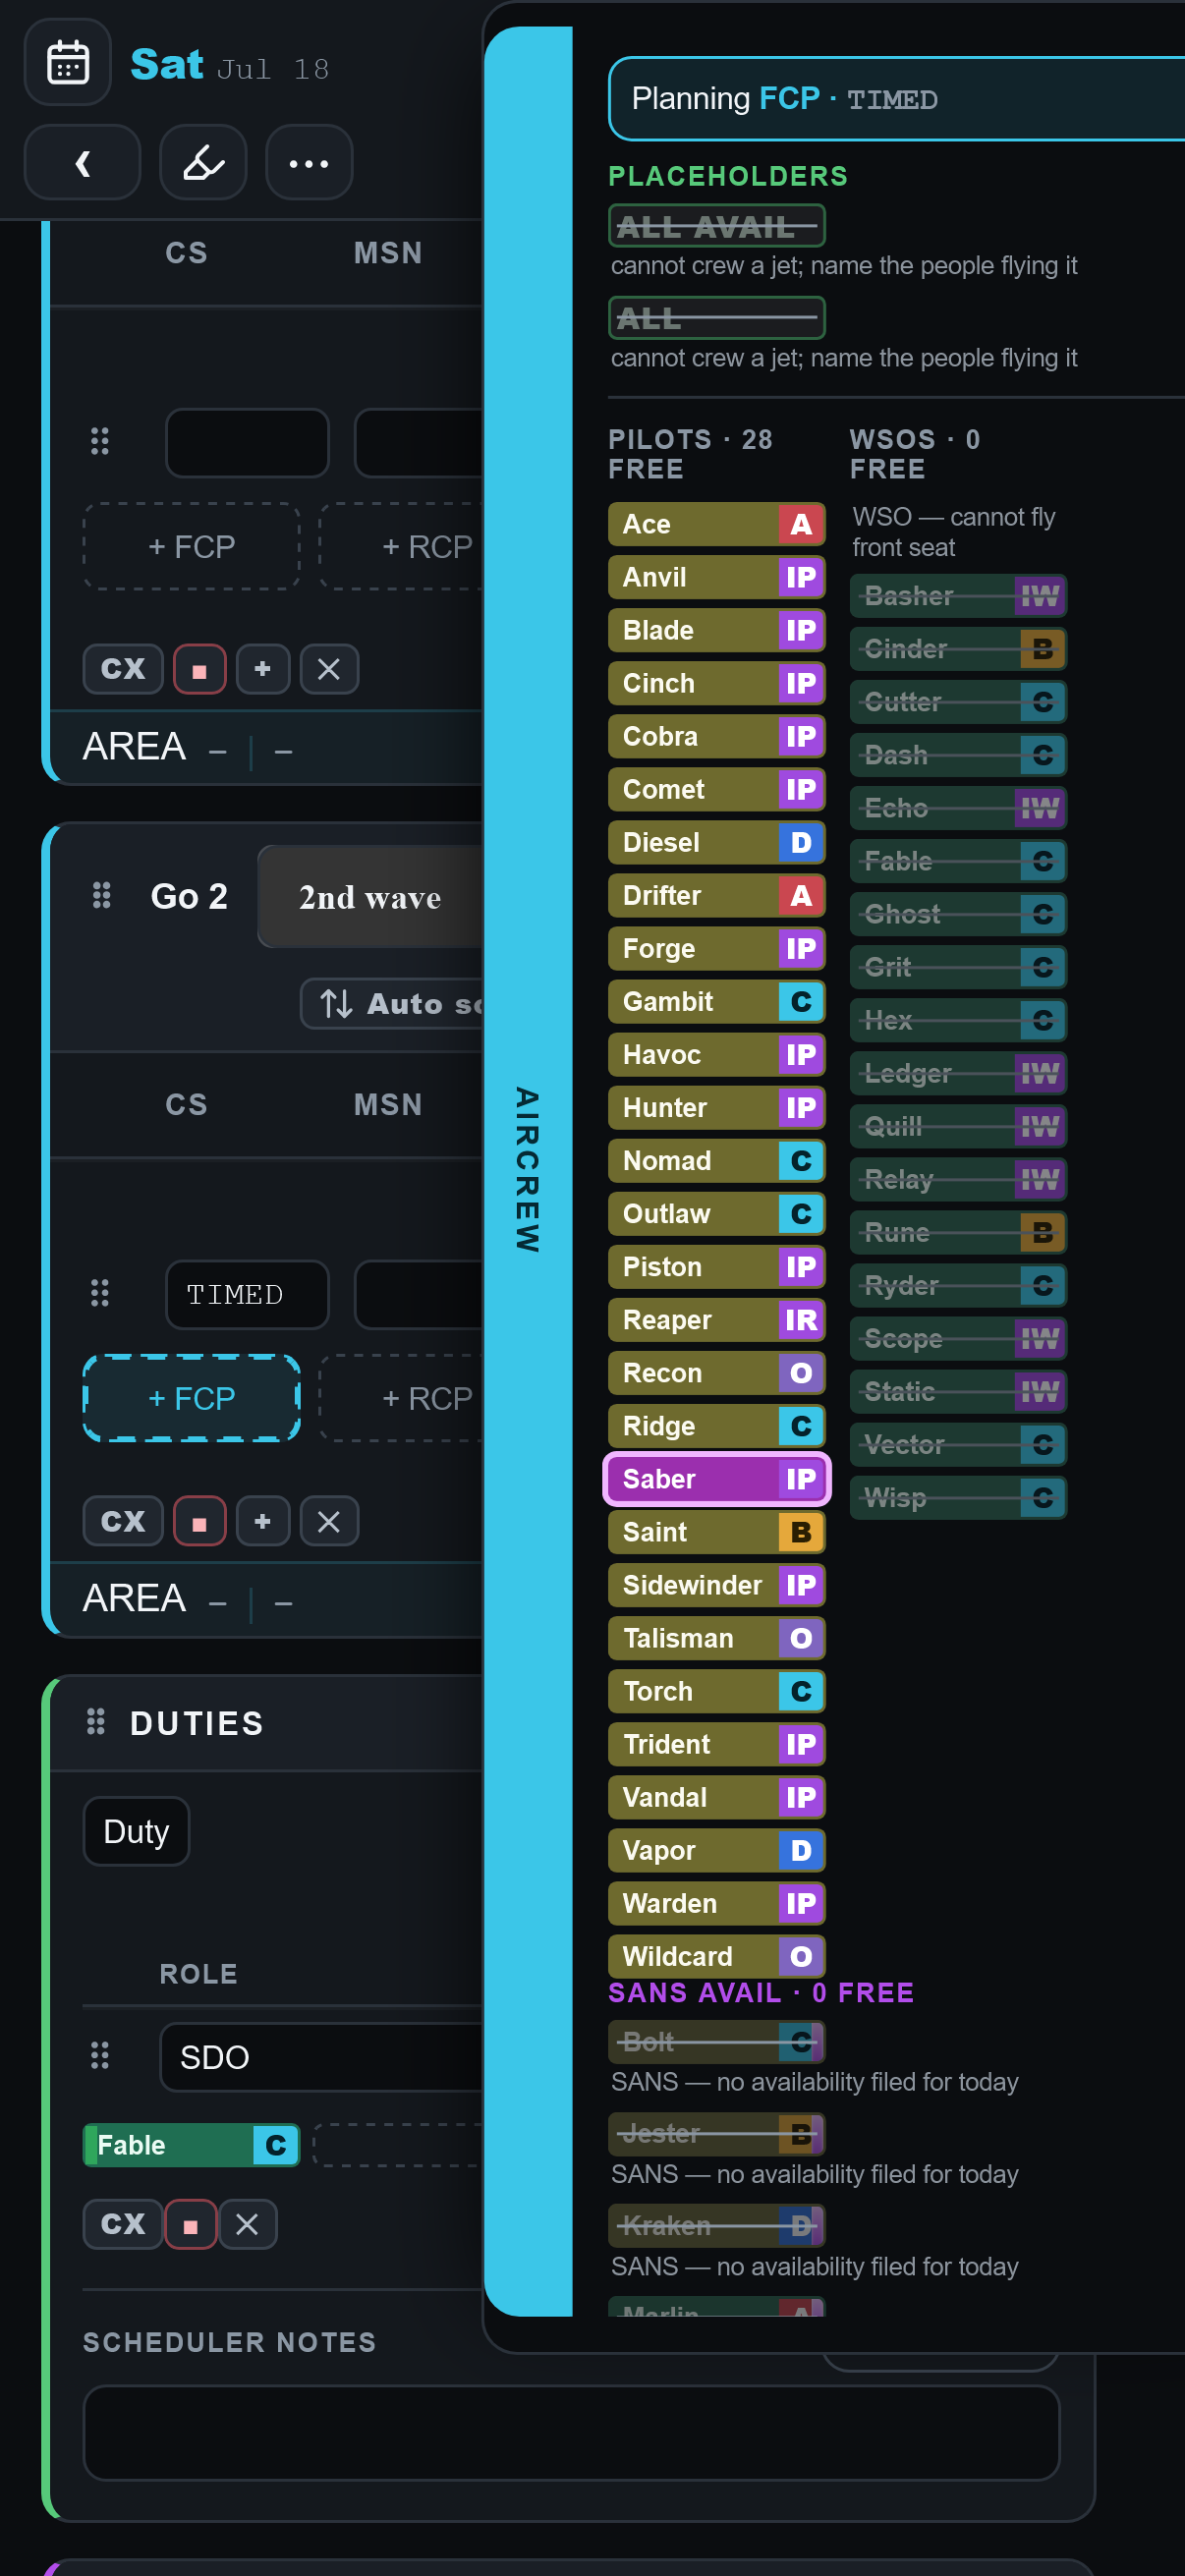 Sat Jul 18
CS MSN
+ FCP + RCP
CX +
AREA – | –
Go 2 2nd wave
Auto sc
CS MSN
TIMED
+ FCP + RCP
CX +
AREA – | –
DUTIES
Duty
ROLE
SDO
Fable C
CX
SCHEDULER NOTES
AIRCREW
Planning FCP · TIMED
PLACEHOLDERS
ALL AVAIL
cannot crew a jet; name the people flying it
ALL
cannot crew a jet; name the people flying it
PILOTS · 28
FREE
Ace A
Anvil IP
Blade IP
Cinch IP
Cobra IP
Comet IP
Diesel D
Drifter A
Forge IP
Gambit C
Havoc IP
Hunter IP
Nomad C
Outlaw C
Piston IP
Reaper IR
Recon O
Ridge C
Saber IP
Saint B
Sidewinder IP
Talisman O
Torch C
Trident IP
Vandal IP
Vapor D
Warden IP
Wildcard O
WSOS · 0
FREE
WSO — cannot fly
front seat
Basher IW
Cinder B
Cutter C
Dash C
Echo IW
Fable C
Ghost C
Grit C
Hex C
Ledger IW
Quill IW
Relay IW
Rune B
Ryder C
Scope IW
Static IW
Vector C
Wisp C
SANS AVAIL · 0 FREE
Bolt C
SANS — no availability filed for today
Jester B
SANS — no availability filed for today
Kraken D
SANS — no availability filed for today
Marlin A